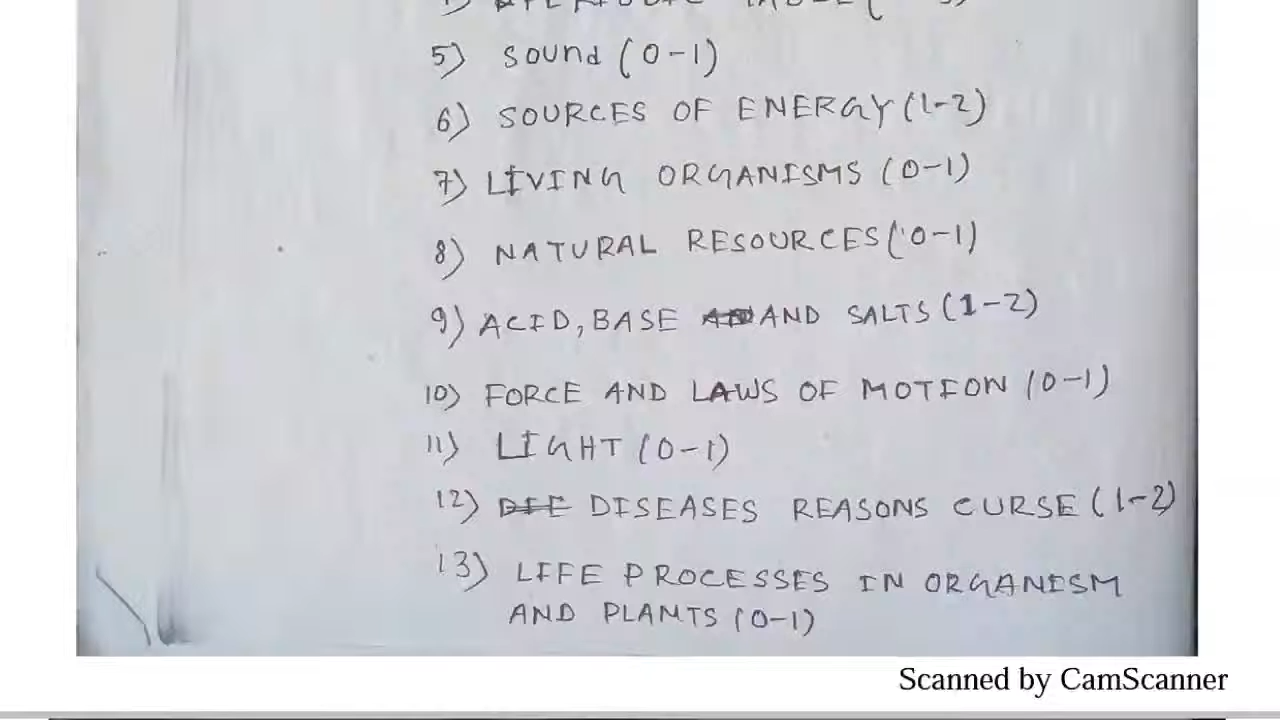 5) Sound (0-1)
6) SOURCES OF ENERGY (1-2)
7) LIVING ORGANISMS (0-1)
8) NATURAL RESOURCES (0-1)
9) ACID, BASE AND SALTS (1-2)
10) FORCE AND LAWS OF MOTION (0-1)
11) LIGHT (0-1)
12) DISEASES REASONS CURSE (1-2)
13) LIFE PROCESSES IN ORGANISM
AND PLANTS (0-1)
Scanned by CamScanner